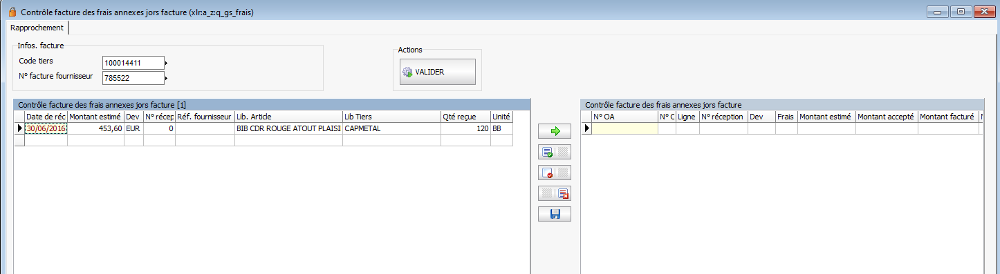 Contrôle facture des frais annexes jors facture (xlr:a_z:q_gs_frais)
Rapprochement
Infos. facture
Code tiers 100014411
N° facture fournisseur 785522
Actions
VALIDER
Contrôle facture des frais annexes jors facture [1]
Date de réc Montant estimé Dev N° récep Réf. fournisseur Lib. Article Lib Tiers Qté reçue Unité
30/06/2016 453,60 EUR 0 BIB CDR ROUGE ATOUT PLAISI CAPMETAL 120 BB
Contrôle facture des frais annexes jors facture
N° OA N° C Ligne N° réception Dev Frais Montant estimé Montant accepté Montant facturé